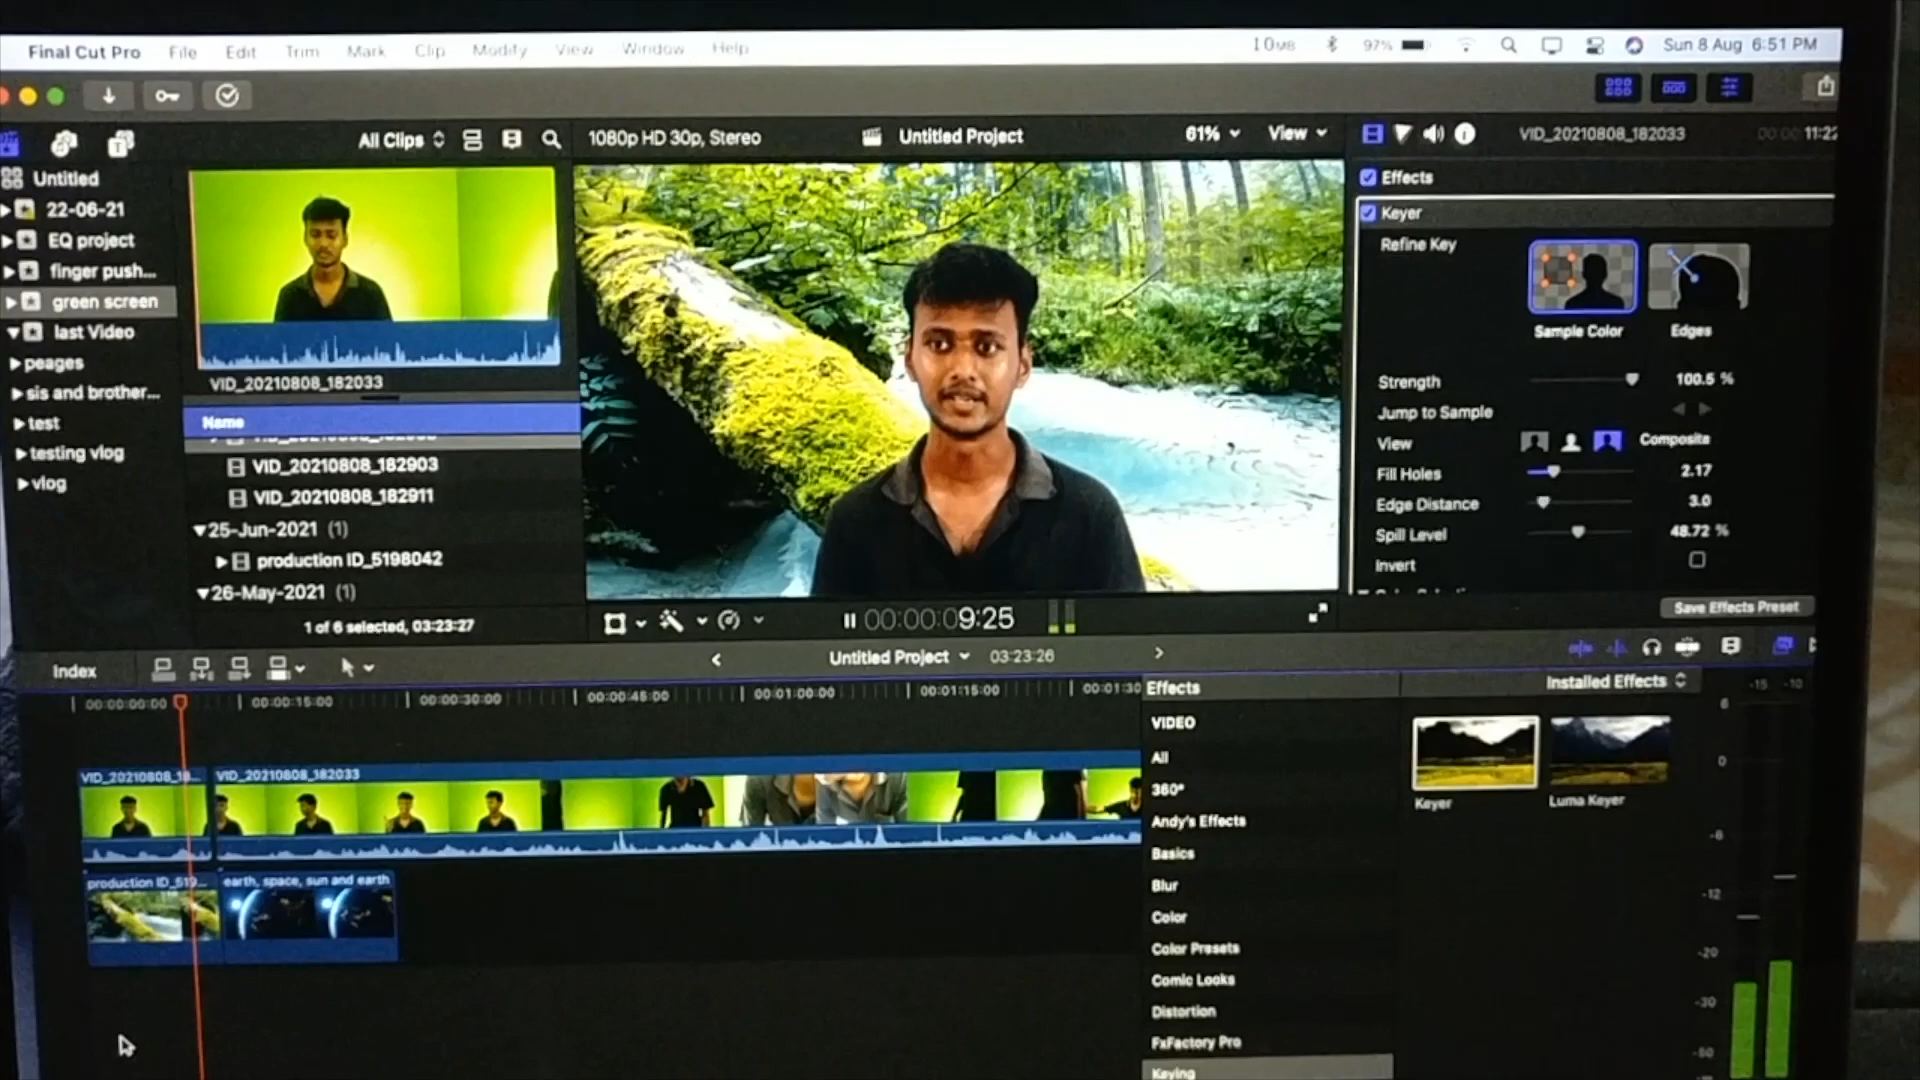 Final Cut Pro File Edit Trim Mark Clip Modify View Window Help 10MB 97% Sun 8 Aug 6:51 PM
All Clips 1080p HD 30p, Stereo Untitled Project 61% View VID_20210808_182033 11:22
Untitled
22-06-21
EQ project
finger push...
green screen
last Video
peages
sis and brother...
test
testing vlog
vlog
VID_20210808_182033
Name
VID_20210808_182903
VID_20210808_182911
25-Jun-2021 (1)
production ID_5198042
26-May-2021 (1)
1 of 6 selected, 03:23:27
00:00:09:25
Effects
Keyer
Refine Key
Sample Color Edges
Strength 100.5 %
Jump to Sample
View Composite
Fill Holes 2.17
Edge Distance 3.0
Spill Level 48.72 %
Invert
Save Effects Preset
Index Untitled Project 03:23:26
00:00:00:00 00:00:15:00 00:00:30:00 00:00:45:00 00:01:00:00 00:01:15:00 00:01:30
VID_20210808_18... VID_20210808_182033
production ID_519... earth, space, sun and earth
Effects Installed Effects
VIDEO
All
360°
Andy's Effects
Basics
Blur
Color
Color Presets
Comic Looks
Distortion
FxFactory Pro
Keying
Keyer Luma Keyer
-15 -10
6
0
-6
-12
-20
-30
-50